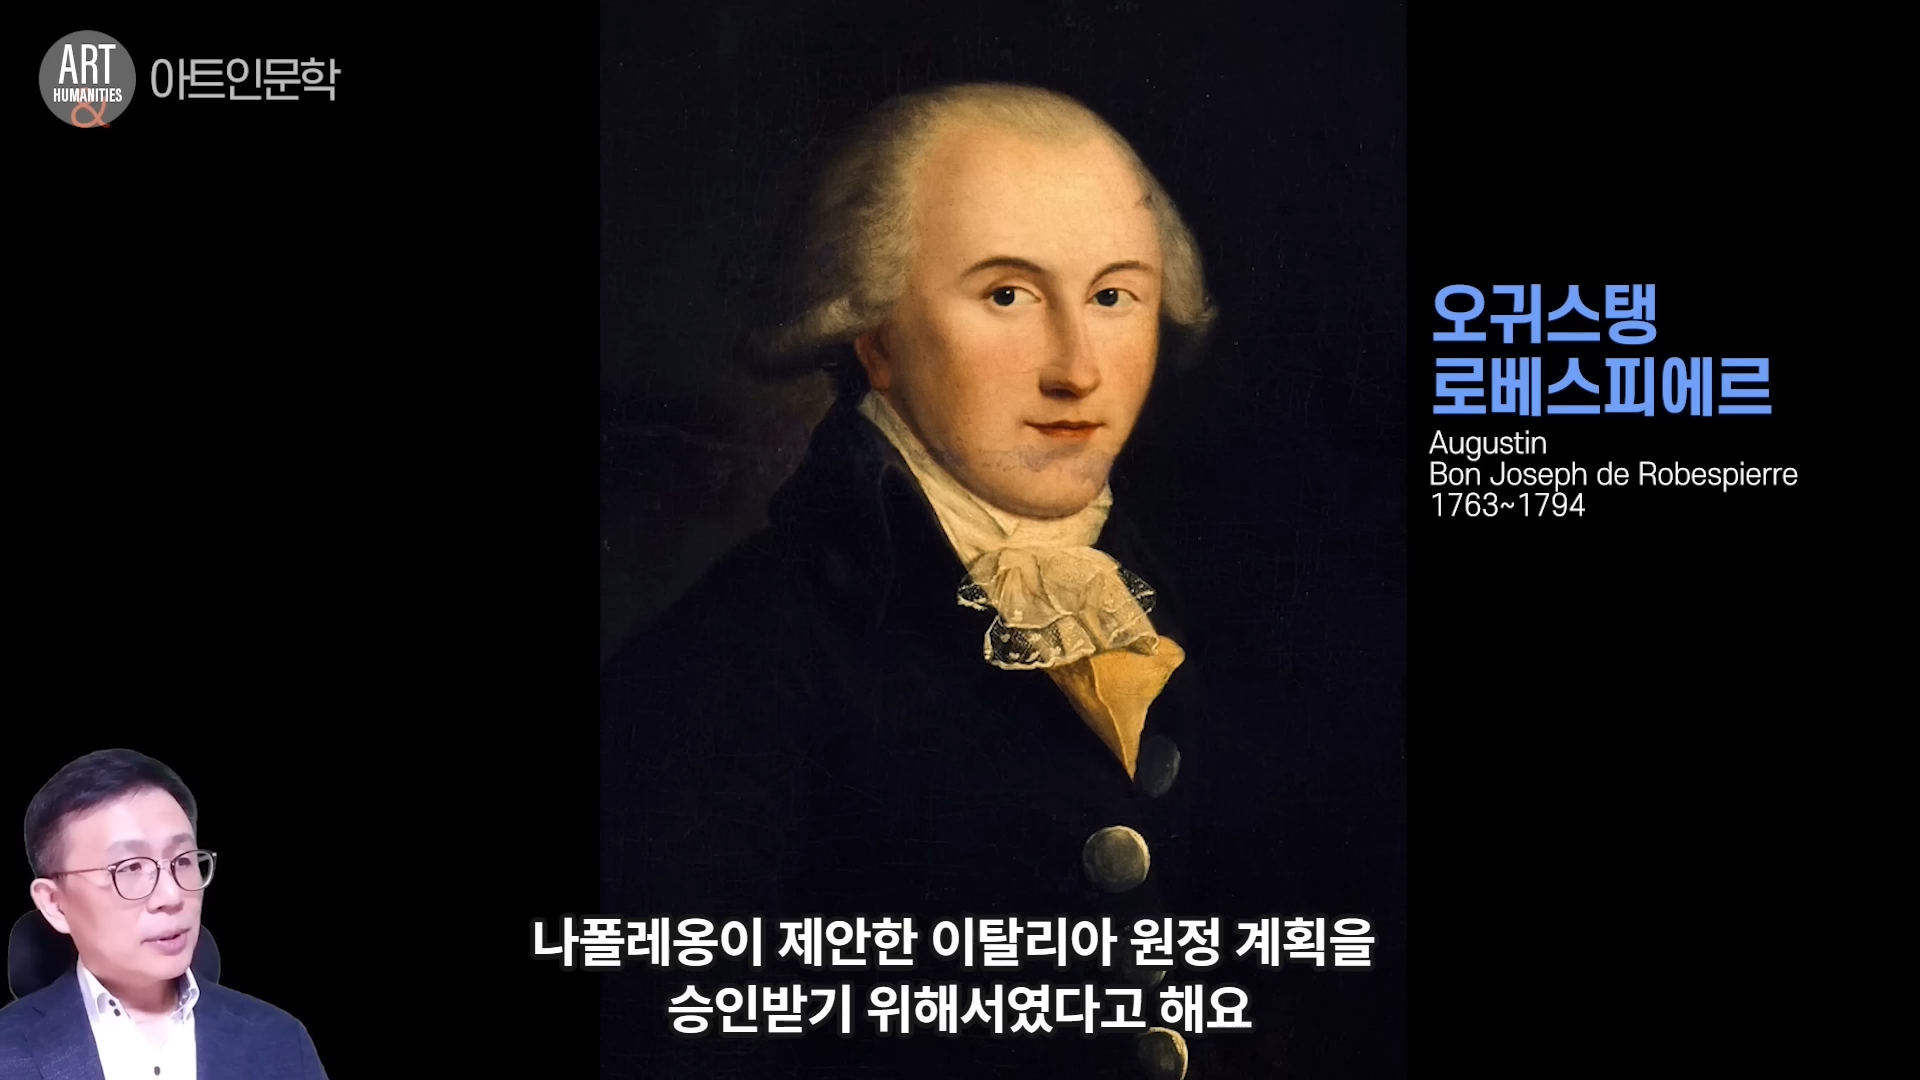 ART
HUMANITIES
&
아트인문학
오귀스탱
로베스피에르
Augustin
Bon Joseph de Robespierre
1763~1794
나폴레옹이 제안한 이탈리아 원정 계획을
승인받기 위해서였다고 해요